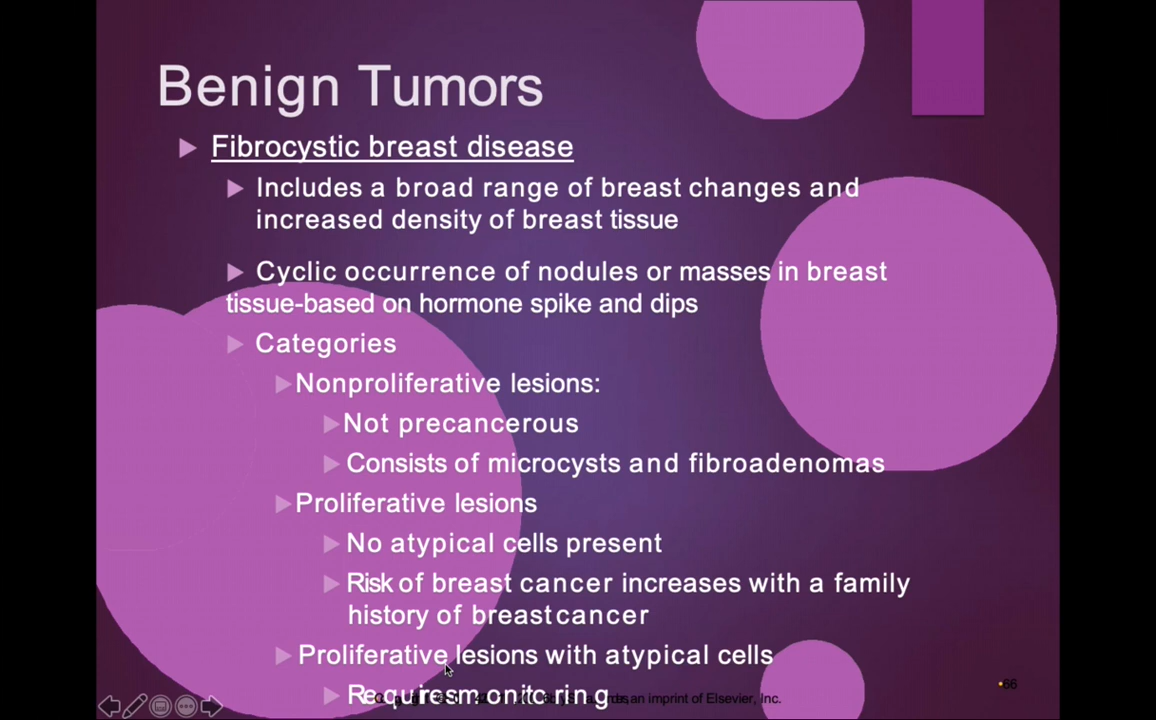 Benign Tumors
Fibrocystic breast disease
Includes a broad range of breast changes and
increased density of breast tissue
Cyclic occurrence of nodules or masses in breast
tissue-based on hormone spike and dips
Categories
Nonproliferative lesions:
Not precancerous
Consists of microcysts and fibroadenomas
Proliferative lesions
No atypical cells present
Risk of breast cancer increases with a family
history of breast cancer
Proliferative lesions with atypical cells
Requires monitoring
an imprint of Elsevier, Inc.
66